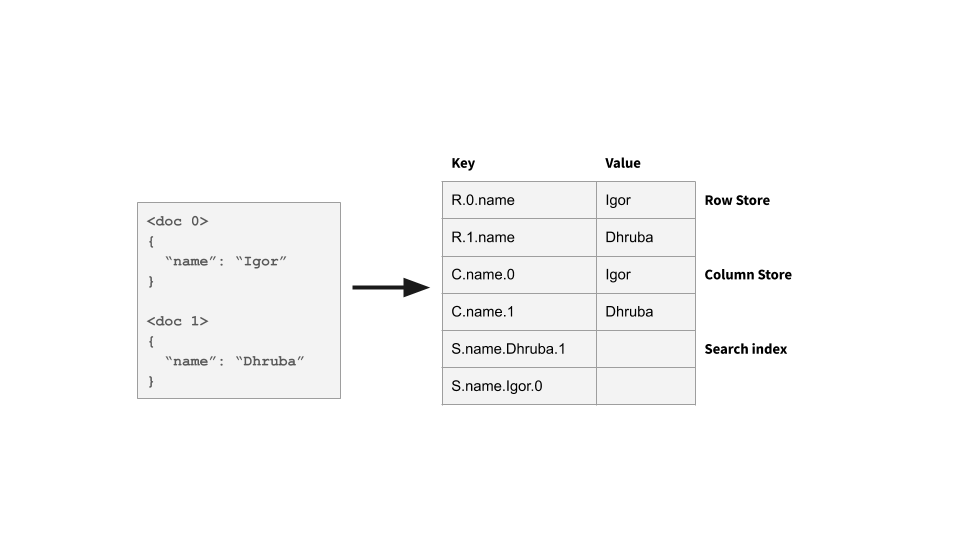 <doc 0>
{
“name”: “Igor”
}
<doc 1>
{
“name”: “Dhruba”
}
Key Value
R.0.name Igor Row Store
R.1.name Dhruba
C.name.0 Igor Column Store
C.name.1 Dhruba
S.name.Dhruba.1 Search index
S.name.Igor.0